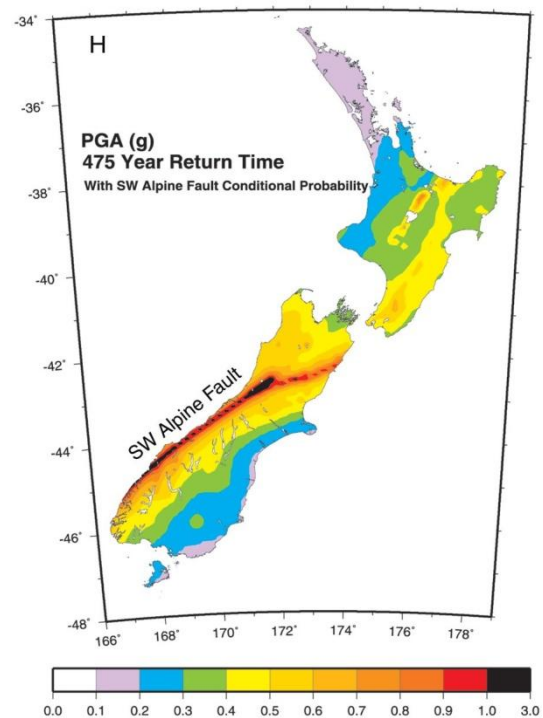 -34˚
H
-36˚
PGA (g)
475 Year Return Time
With SW Alpine Fault Conditional Probability
-38˚
-40˚
-42˚
SW Alpine Fault
-44˚
-46˚
-48˚
166˚ 168˚ 170˚ 172˚ 174˚ 176˚ 178˚
0.0 0.1 0.2 0.3 0.4 0.5 0.6 0.7 0.8 0.9 1.0 3.0